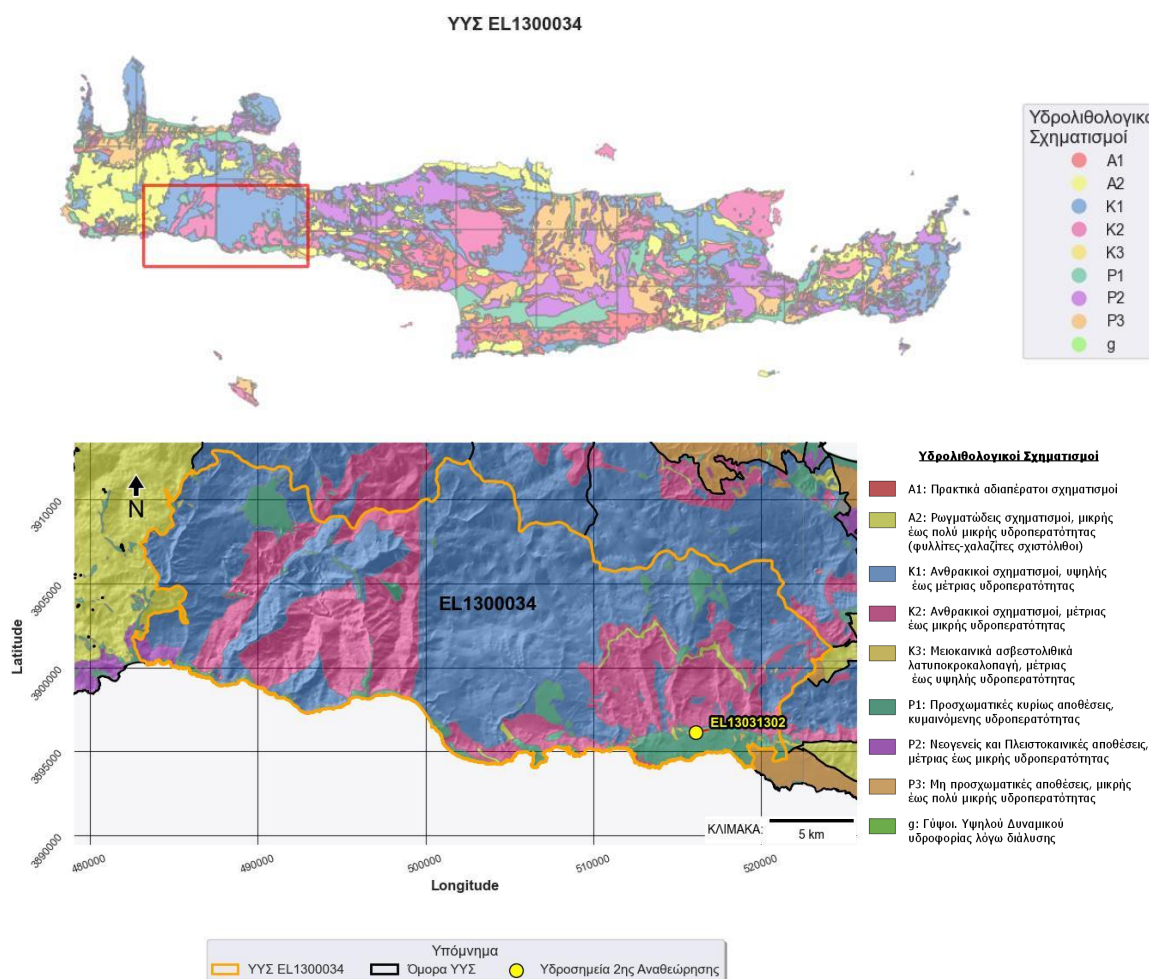 ΥΥΣ EL1300034
Υδρολιθολογικο
Σχηματισμοί
A1
A2
K1
K2
K3
P1
P2
P3
g
Υδρολιθολογικοί Σχηματισμοί
A1: Πρακτικά αδιαπέρατοι σχηματισμοί
A2: Ρωγματώδεις σχηματισμοί, μικρής
έως πολύ μικρής υδροπερατότητας
(φυλλίτες-χαλαζίτες σχιστόλιθοι)
K1: Ανθρακικοί σχηματισμοί, υψηλής
έως μέτριας υδροπερατότητας
K2: Ανθρακικοί σχηματισμοί, μέτριας
έως μικρής υδροπερατότητας
K3: Μειοκαινικά ασβεστολιθικά
λατυποκροκαλοπαγή, μέτριας
έως υψηλής υδροπερατότητας
P1: Προσχωματικές κυρίως αποθέσεις,
κυμαινόμενης υδροπερατότητας
P2: Νεογενείς και Πλειστοκαινικές αποθέσεις,
μέτριας έως μικρής υδροπερατότητας
P3: Μη προσχωματικές αποθέσεις, μικρής
έως πολύ μικρής υδροπερατότητας
g: Γύψοι. Υψηλού Δυναμικού
υδροφορίας λόγω διάλυσης
N
EL1300034
EL13031302
Latitude
3910000
3905000
3900000
3895000
3890000
ΚΛΙΜΑΚΑ:
5 km
480000
490000
500000
510000
520000
Longitude
Υπόμνημα
ΥΥΣ EL1300034
Όμορα ΥΥΣ
Υδροσημεία 2ης Αναθεώρησης